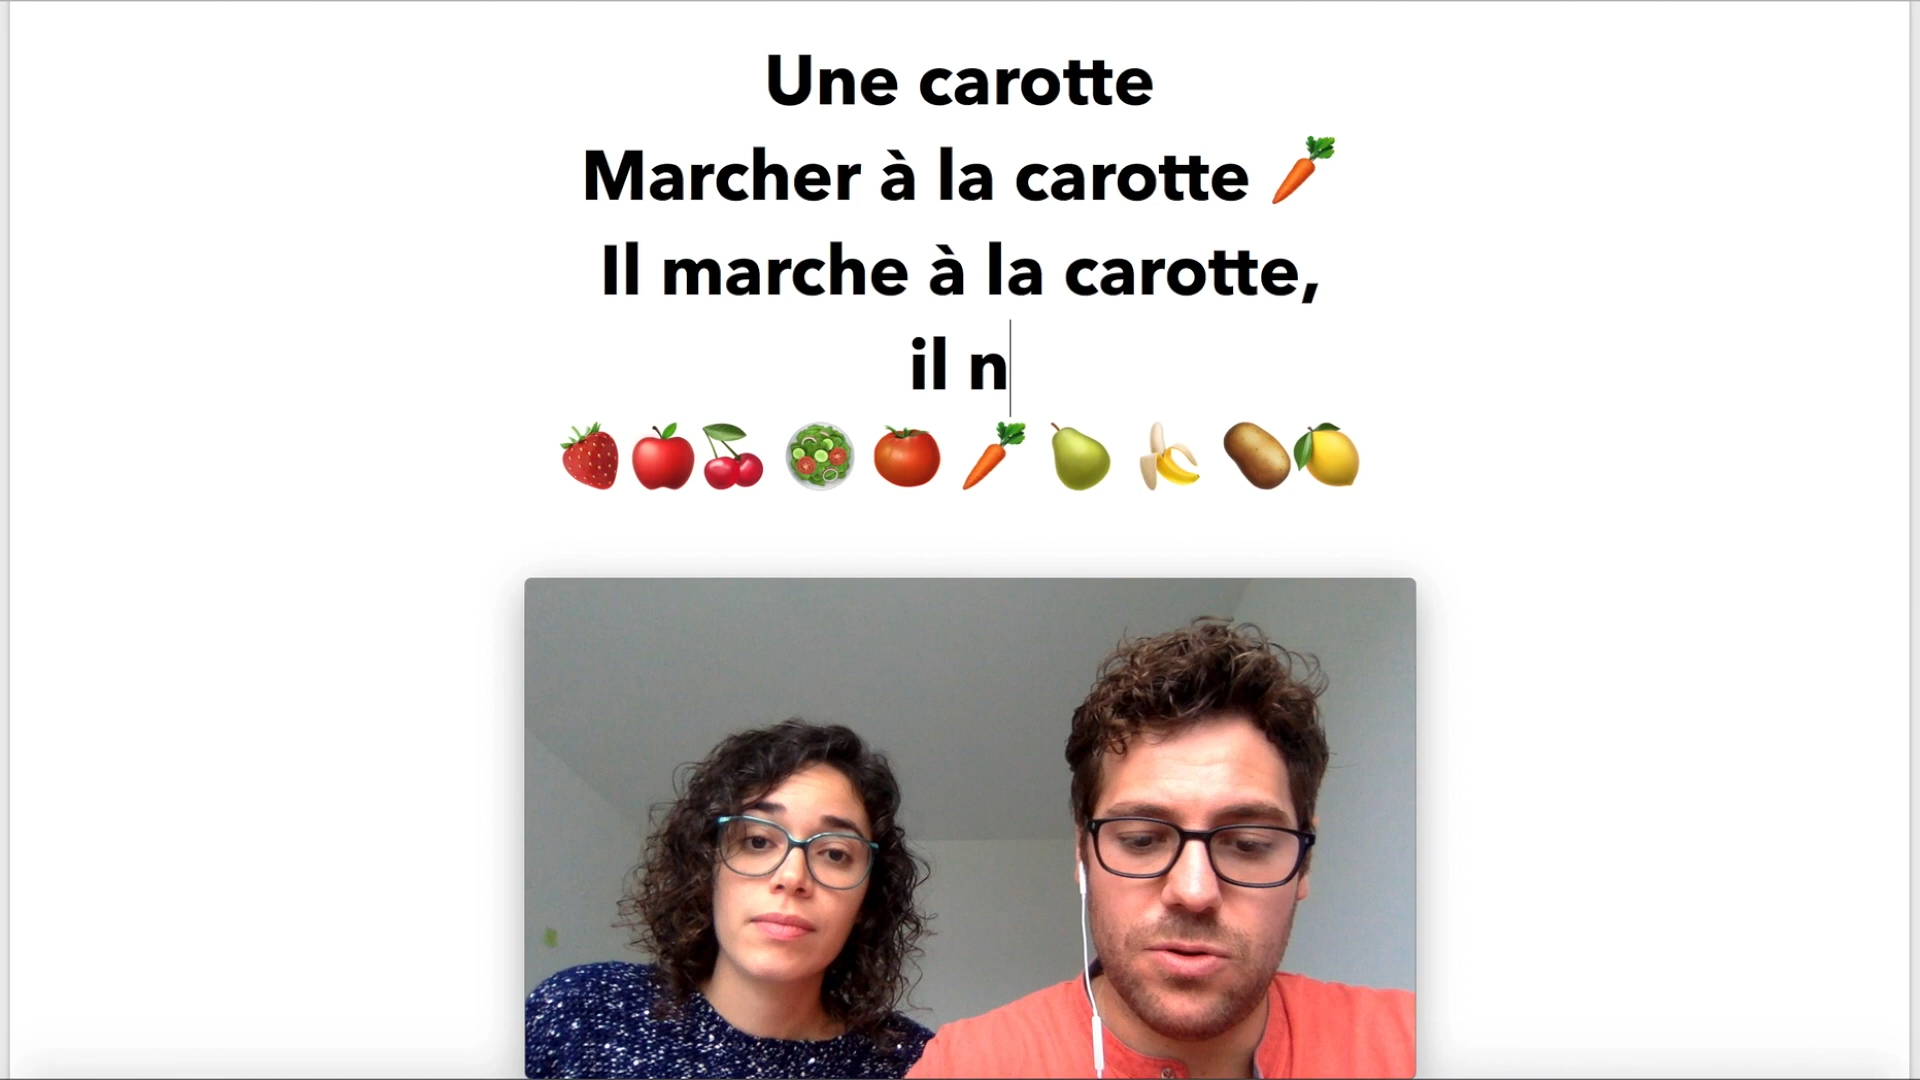 Une carotte
Marcher à la carotte 🥕
Il marche à la carotte,
il n